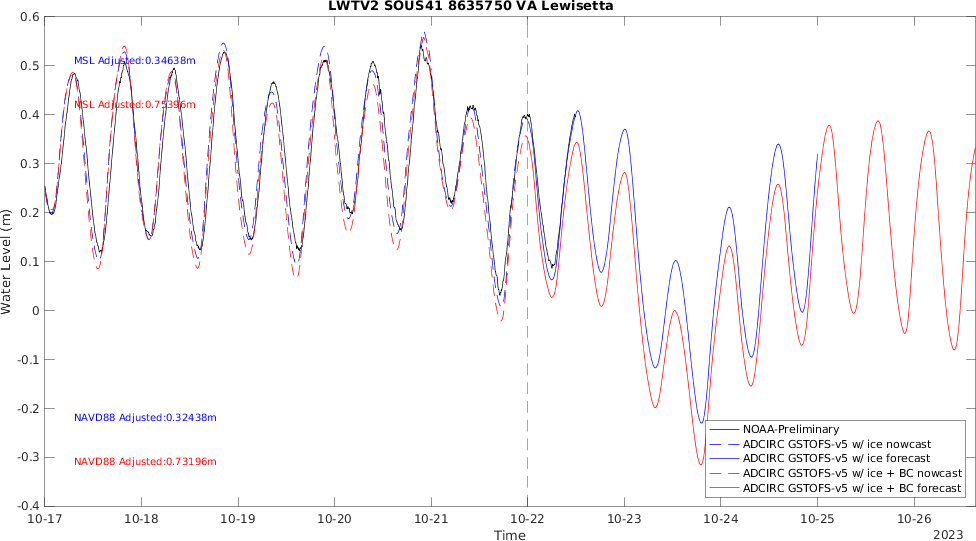 LWTV2 SOUS41 8635750 VA Lewisetta
0.6
0.5
0.4
0.3
0.2
0.1
0
-0.1
-0.2
-0.3
-0.4
Water Level (m)
MSL Adjusted:0.34638m
MSL Adjusted:0.75396m
NAVD88 Adjusted:0.32438m
NAVD88 Adjusted:0.73196m
NOAA-Preliminary
ADCIRC GSTOFS-v5 w/ ice nowcast
ADCIRC GSTOFS-v5 w/ ice forecast
ADCIRC GSTOFS-v5 w/ ice + BC nowcast
ADCIRC GSTOFS-v5 w/ ice + BC forecast
10-17 10-18 10-19 10-20 10-21 10-22 10-23 10-24 10-25 10-26
Time
2023